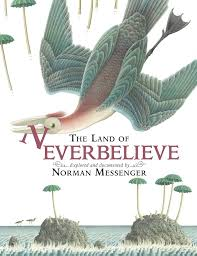 THE LAND OF
NEVERBELIEVE
Explored and documented by
NORMAN MESSENGER